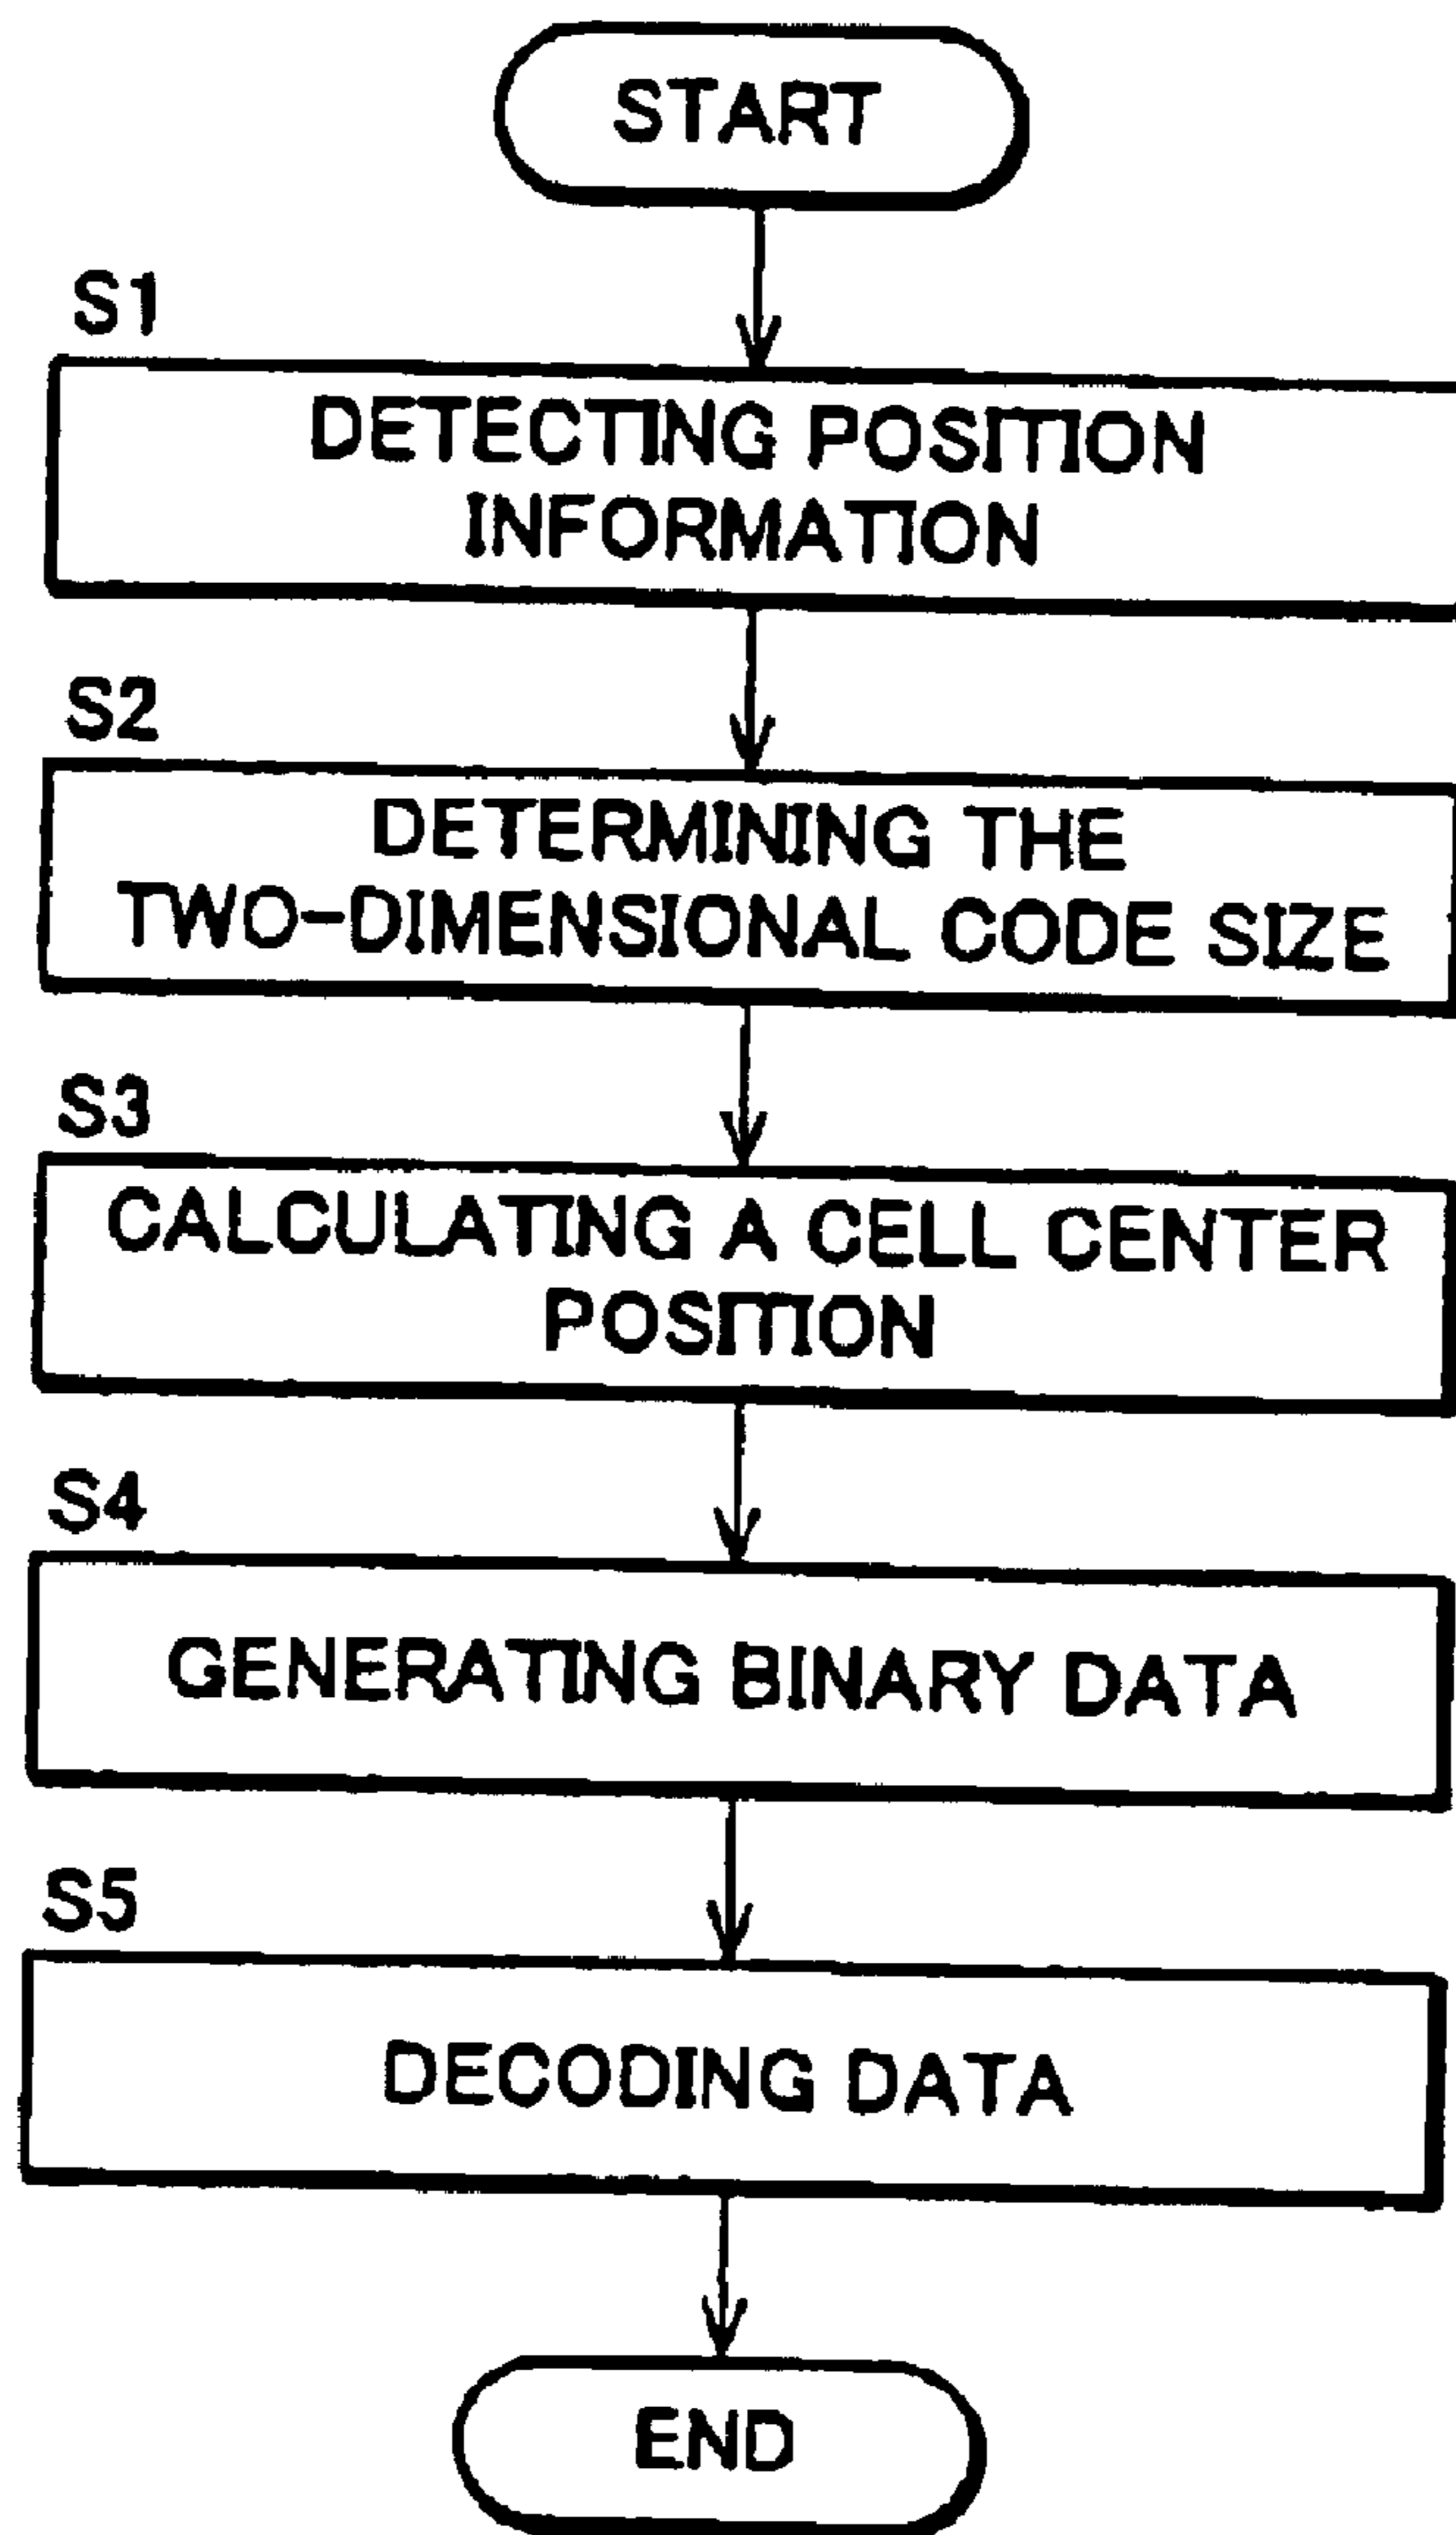 START
S1
DETECTING POSITION
INFORMATION
S2
DETERMINING THE
TWO-DIMENSIONAL CODE SIZE
S3
CALCULATING A CELL CENTER
POSITION
S4
GENERATING BINARY DATA
S5
DECODING DATA
END